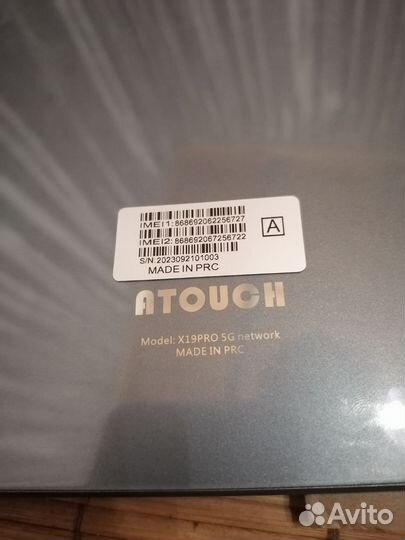 IMEI1:868692062256727
IMEI2:868692067256722
S/N:2023092101003
MADE IN PRC
A
ATOUCH
Model: X19PRO 5G network
MADE IN PRC
Avito